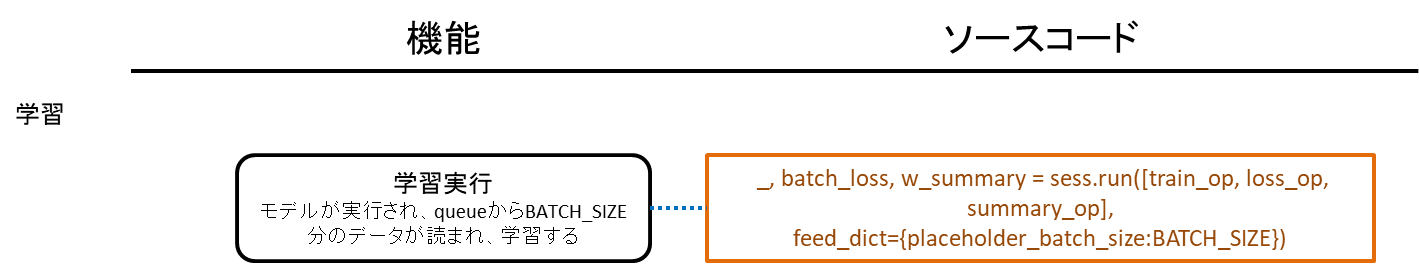 機能
ソースコード
学習
学習実行
モデルが実行され、queueからBATCH_SIZE
分のデータが読まれ、学習する
_, batch_loss, w_summary = sess.run([train_op, loss_op,
summary_op],
feed_dict={placeholder_batch_size:BATCH_SIZE})